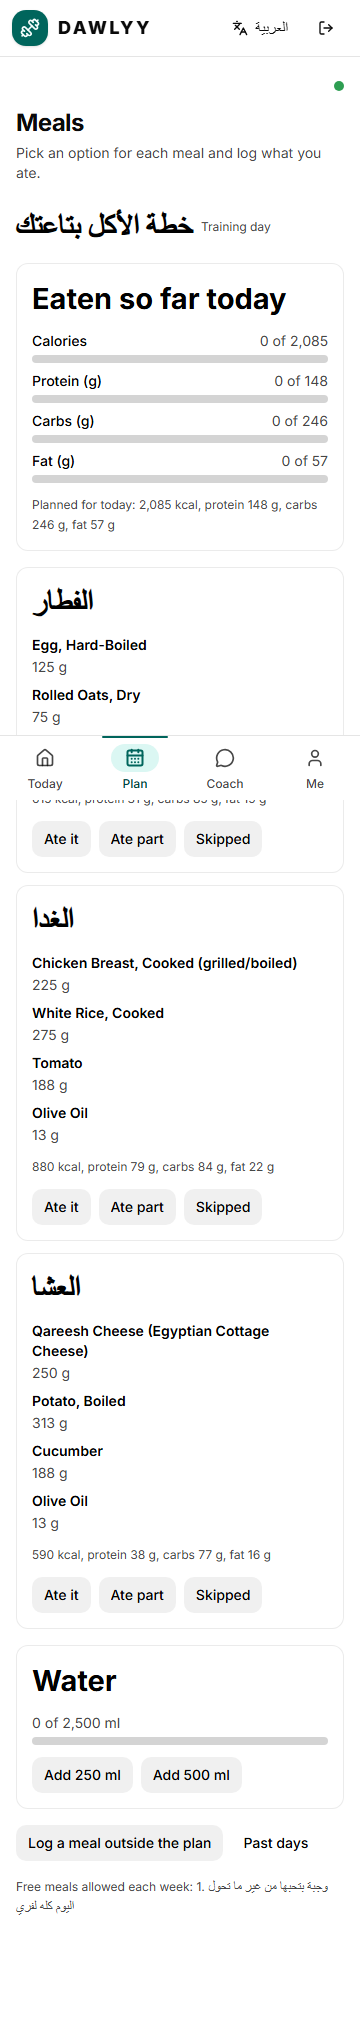 DAWLYY
العربية
Meals
Pick an option for each meal and log what you
ate.
خطة الأكل بتاعتك Training day
Eaten so far today
Calories 0 of 2,085
Protein (g) 0 of 148
Carbs (g) 0 of 246
Fat (g) 0 of 57
Planned for today: 2,085 kcal, protein 148 g, carbs
246 g, fat 57 g
الفطار
Egg, Hard-Boiled
125 g
Rolled Oats, Dry
75 g
Today Plan Coach Me
Ate it Ate part Skipped
الغدا
Chicken Breast, Cooked (grilled/boiled)
225 g
White Rice, Cooked
275 g
Tomato
188 g
Olive Oil
13 g
880 kcal, protein 79 g, carbs 84 g, fat 22 g
Ate it Ate part Skipped
العشا
Qareesh Cheese (Egyptian Cottage
Cheese)
250 g
Potato, Boiled
313 g
Cucumber
188 g
Olive Oil
13 g
590 kcal, protein 38 g, carbs 77 g, fat 16 g
Ate it Ate part Skipped
Water
0 of 2,500 ml
Add 250 ml Add 500 ml
Log a meal outside the plan Past days
Free meals allowed each week: 1. وجبة بتحبها من غير ما تحول
اليوم كله لفري